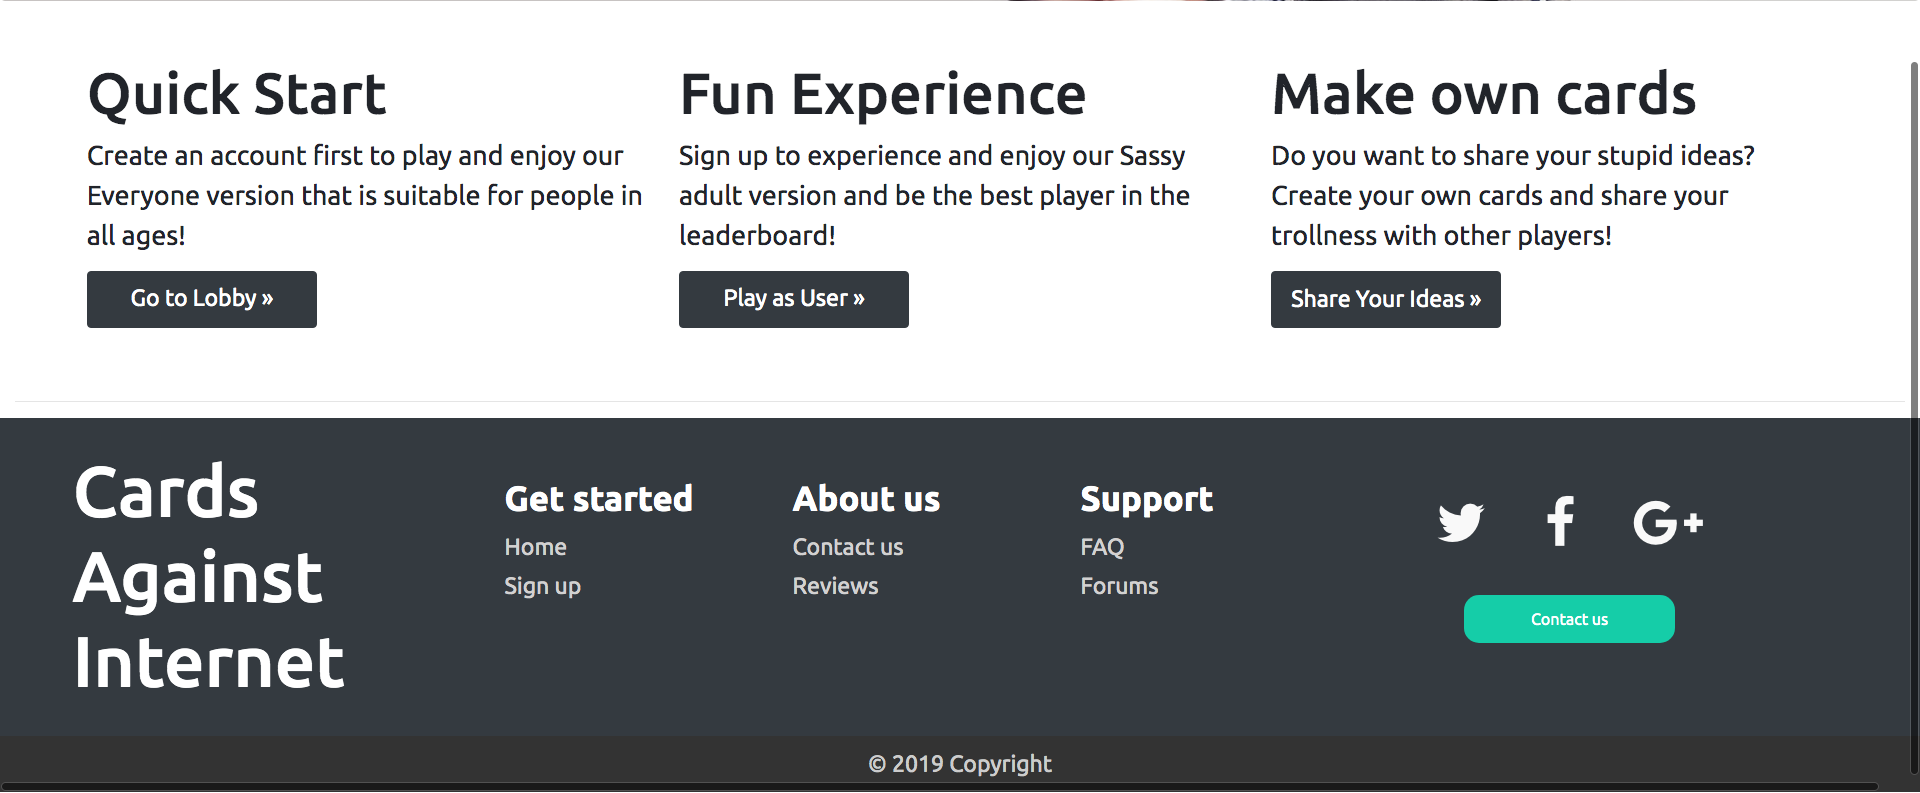 Quick Start
Create an account first to play and enjoy our
Everyone version that is suitable for people in
all ages!
Go to Lobby »
Fun Experience
Sign up to experience and enjoy our Sassy
adult version and be the best player in the
leaderboard!
Play as User »
Make own cards
Do you want to share your stupid ideas?
Create your own cards and share your
trollness with other players!
Share Your Ideas »
Cards
Against
Internet
Get started
Home
Sign up
About us
Contact us
Reviews
Support
FAQ
Forums
Contact us
© 2019 Copyright